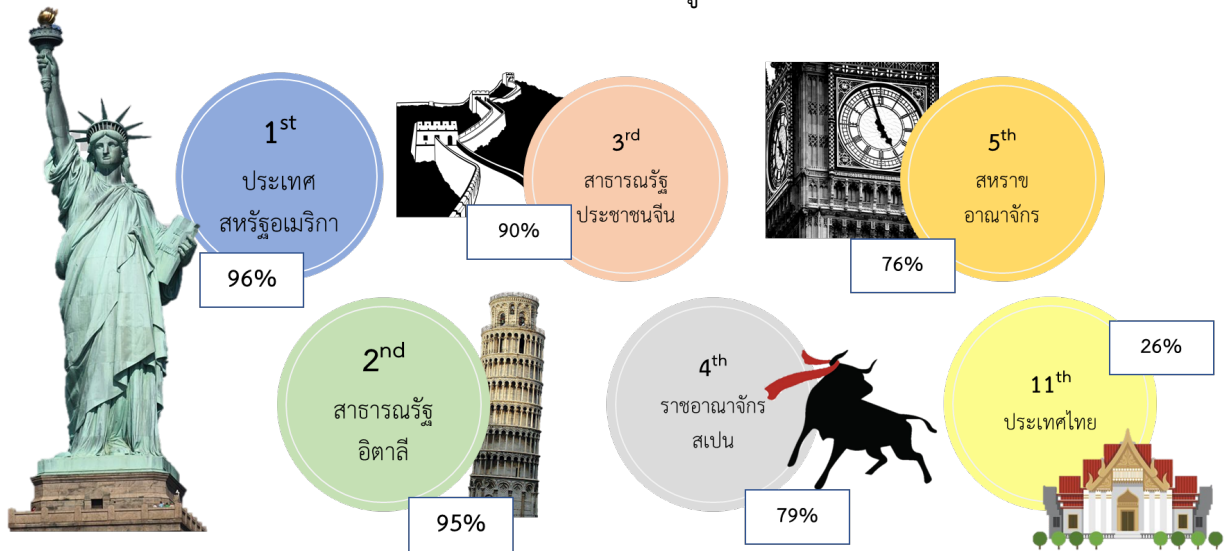 1st
ประเทศ
สหรัฐอเมริกา
96%
3rd
สาธารณรัฐ
ประชาชนจีน
90%
5th
สหราข
อาณาจักร
76%
2nd
สาธารณรัฐ
อิตาลี
95%
4th
ราชอาณาจักร
สเปน
79%
11th
ประเทศไทย
26%